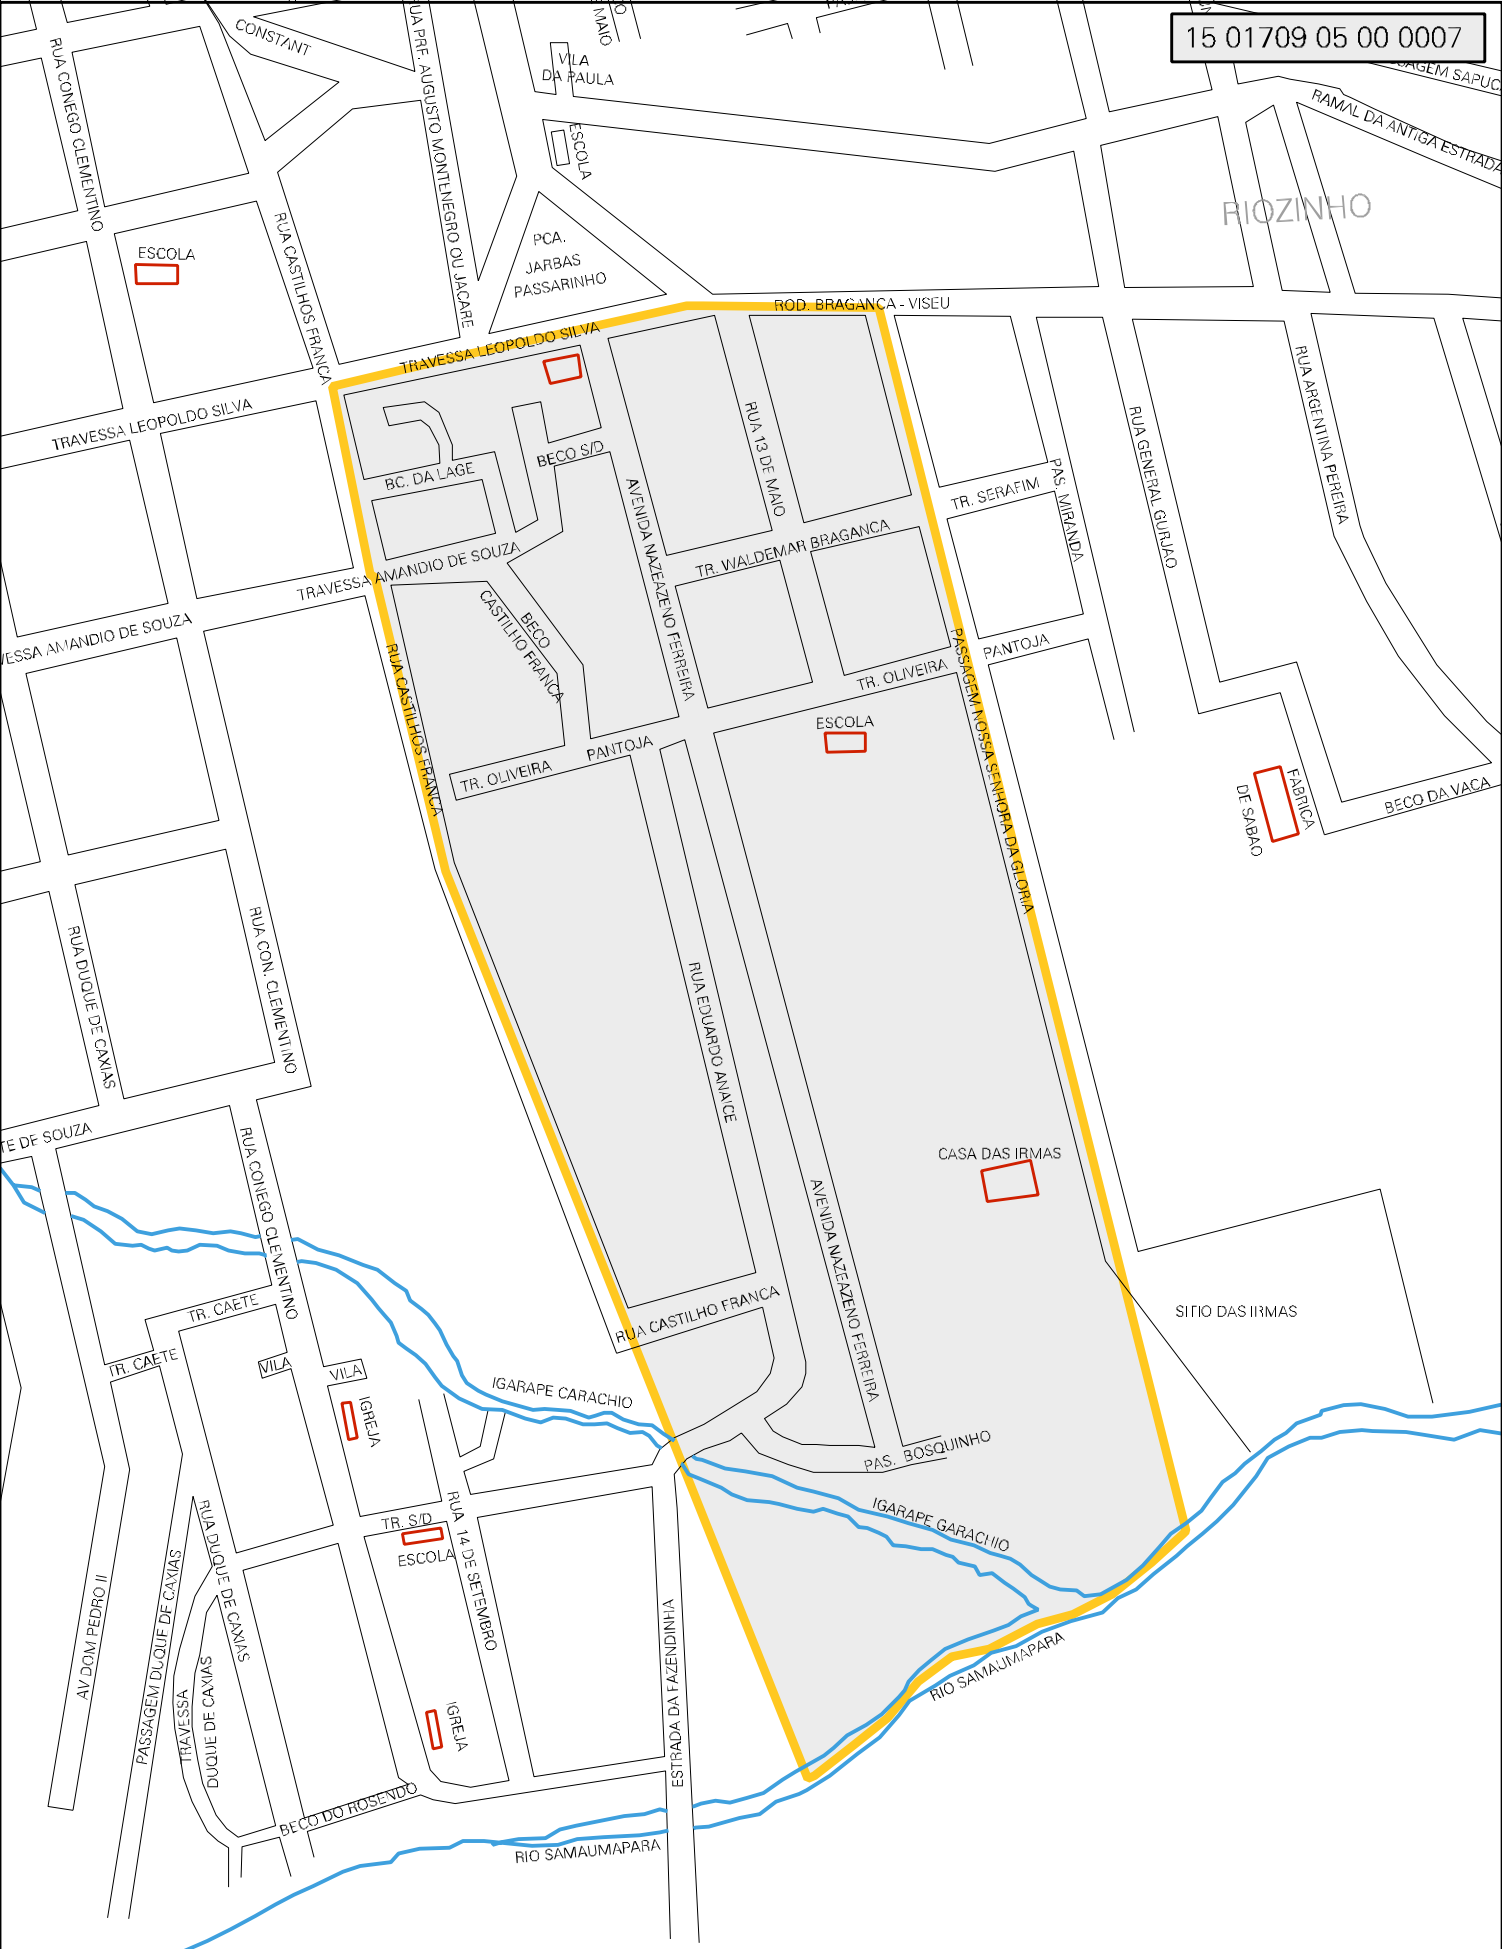 15 01709 05 00 0007
CONSTANT
VILA
DA PAULA
MAIO
RUA CONEGO CLEMENTINO
RUA PRF. AUGUSTO MONTENEGRO OU JACARE
ESCOLA
RAMAL DA ANTIGA ESTRADA
RIOZINHO
ESCOLA
RUA CASTILHOS FRANCA
PCA.
JARBAS
PASSARINHO
ROD. BRAGANCA - VISEU
TRAVESSA LEOPOLDO SILVA
TRAVESSA LEOPOLDO SILVA
RUA 13 DE MAIO
RUA ARGENTINA PEREIRA
RUA GENERAL GURJAO
BECO S/D
BC. DA LAGE
TR. SERAFIM
PAS. MIRANDA
AVENIDA NAZEAZENO FERREIRA
TR. WALDEMAR BRAGANCA
TRAVESSA AMANDIO DE SOUZA
VESSA AMANDIO DE SOUZA
BECO
CASTILHO FRANCA
PASSAGEM NOSSA SENHORA DA GLORIA
PANTOJA
RUA CASTILHOS FRANCA
TR. OLIVEIRA
ESCOLA
PANTOJA
TR. OLIVEIRA
FABRICA
DE SABAO
BECO DA VACA
RUA DUQUE DE CAXIAS
RUA CON. CLEMENTINO
RUA EDUARDO ANAICE
TE DE SOUZA
RUA CONEGO CLEMENTINO
CASA DAS IRMAS
AVENIDA NAZEAZENO FERREIRA
TR. CAETE
RUA CASTILHO FRANCA
SITIO DAS IRMAS
TR. CAETE
VILA
VILA
IGREJA
IGARAPE CARACHIO
PAS. BOSQUINHO
IGARAPE GARACHIO
TR. S/D
ESCOLA
RUA 14 DE SETEMBRO
RUA DUQUE DE CAXIAS
AV DOM PEDRO II
PASSAGEM DUQUE DE CAXIAS
TRAVESSA
DUQUE DE CAXIAS
ESTRADA DA FAZENDINHA
RIO SAMAUMAPARA
IGREJA
BECO DO ROSENDO
RIO SAMAUMAPARA